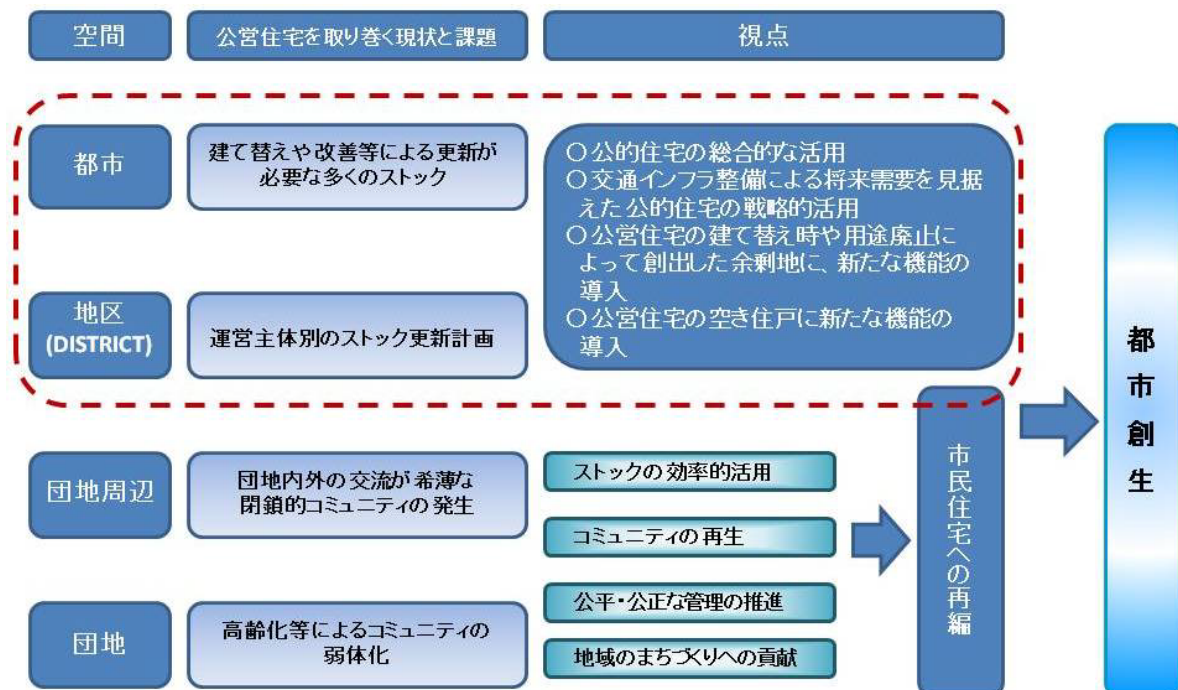 空間
公営住宅を取り巻く現状と課題
視点
都市
建て替えや改善等による更新が
必要な多くのストック
○公的住宅の総合的な活用
○交通インフラ整備による将来需要を見据
えた公的住宅の戦略的活用
○公営住宅の建て替え時や用途廃止に
よって創出した余剰地に、新たな機能の
導入
○公営住宅の空き住戸に新たな機能の
導入
地区
(DISTRICT)
運営主体別のストック更新計画
団地周辺
団地内外の交流が希薄な
閉鎖的コミュニティの発生
ストックの効率的活用
コミュニティの再生
団地
高齢化等によるコミュニティの
弱体化
公平・公正な管理の推進
地域のまちづくりへの貢献
市民住宅への再編
都市創生